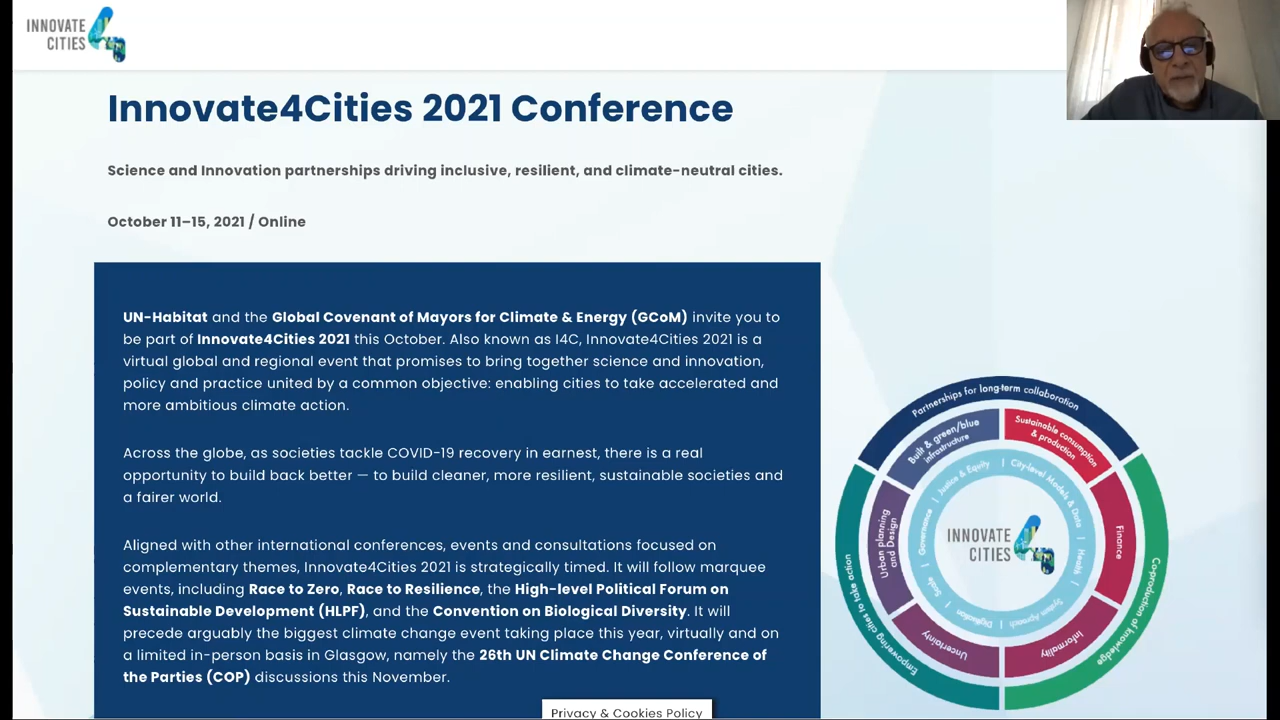 INNOVATE
CITIES
4
Innovate4Cities 2021 Conference
Science and Innovation partnerships driving inclusive, resilient, and climate-neutral cities.
October 11–15, 2021 / Online
UN-Habitat and the Global Covenant of Mayors for Climate & Energy (GCoM) invite you to
be part of Innovate4Cities 2021 this October. Also known as I4C, Innovate4Cities 2021 is a
virtual global and regional event that promises to bring together science and innovation,
policy and practice united by a common objective: enabling cities to take accelerated and
more ambitious climate action.
Across the globe, as societies tackle COVID-19 recovery in earnest, there is a real
opportunity to build back better — to build cleaner, more resilient, sustainable societies and
a fairer world.
Aligned with other international conferences, events and consultations focused on
complementary themes, Innovate4Cities 2021 is strategically timed. It will follow marquee
events, including Race to Zero, Race to Resilience, the High-level Political Forum on
Sustainable Development (HLPF), and the Convention on Biological Diversity. It will
precede arguably the biggest climate change event taking place this year, virtually and on
a limited in-person basis in Glasgow, namely the 26th UN Climate Change Conference of
the Parties (COP) discussions this November.
Partnerships for long-term collaboration
Co-production of knowledge
Empowering cities to take action
Built & green/blue
infrastructure
Sustainable consumption
& production
Finance
Informality
Uncertainty
Urban planning
and Design
Justice & Equity
City-level Models & Data
Health
System Approach
Digitization
Scale
Governance
INNOVATE
CITIES
4
Privacy & Cookies Policy